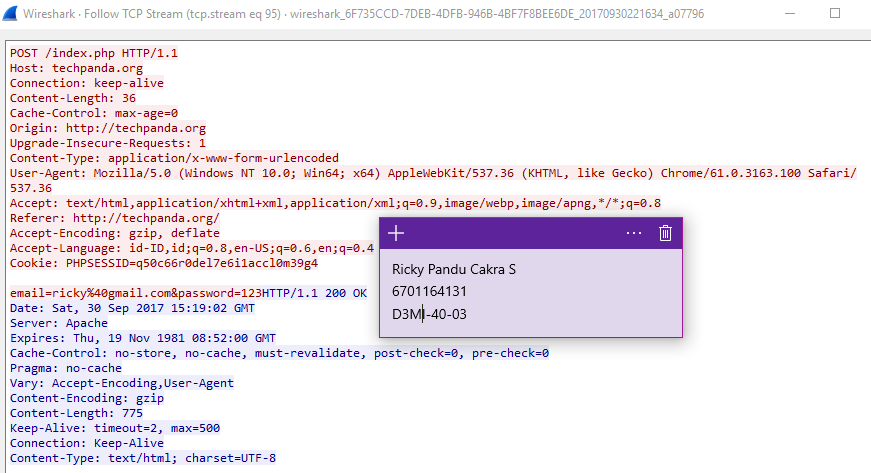 Wireshark · Follow TCP Stream (tcp.stream eq 95) · wireshark_6F735CCD-7DEB-4DFB-946B-4BF7F8BEE6DE_20170930221634_a07796
POST /index.php HTTP/1.1
Host: techpanda.org
Connection: keep-alive
Content-Length: 36
Cache-Control: max-age=0
Origin: http://techpanda.org
Upgrade-Insecure-Requests: 1
Content-Type: application/x-www-form-urlencoded
User-Agent: Mozilla/5.0 (Windows NT 10.0; Win64; x64) AppleWebKit/537.36 (KHTML, like Gecko) Chrome/61.0.3163.100 Safari/
537.36
Accept: text/html,application/xhtml+xml,application/xml;q=0.9,image/webp,image/apng,*/*;q=0.8
Referer: http://techpanda.org/
Accept-Encoding: gzip, deflate
Accept-Language: id-ID,id;q=0.8,en-US;q=0.6,en;q=0.4
Cookie: PHPSESSID=q50c66r0del7e6i1accl0m39g4
email=ricky%40gmail.com&password=123HTTP/1.1 200 OK
Date: Sat, 30 Sep 2017 15:19:02 GMT
Server: Apache
Expires: Thu, 19 Nov 1981 08:52:00 GMT
Cache-Control: no-store, no-cache, must-revalidate, post-check=0, pre-check=0
Pragma: no-cache
Vary: Accept-Encoding,User-Agent
Content-Encoding: gzip
Content-Length: 775
Keep-Alive: timeout=2, max=500
Connection: Keep-Alive
Content-Type: text/html; charset=UTF-8
Ricky Pandu Cakra S
6701164131
D3MI-40-03